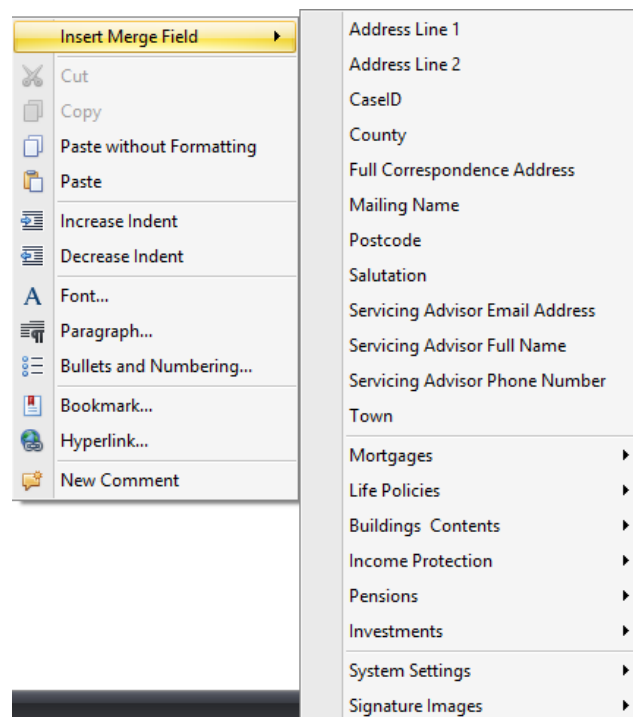 Insert Merge Field
Cut
Copy
Paste without Formatting
Paste
Increase Indent
Decrease Indent
Font...
Paragraph...
Bullets and Numbering...
Bookmark...
Hyperlink...
New Comment
Address Line 1
Address Line 2
CaseID
County
Full Correspondence Address
Mailing Name
Postcode
Salutation
Servicing Advisor Email Address
Servicing Advisor Full Name
Servicing Advisor Phone Number
Town
Mortgages
Life Policies
Buildings  Contents
Income Protection
Pensions
Investments
System Settings
Signature Images